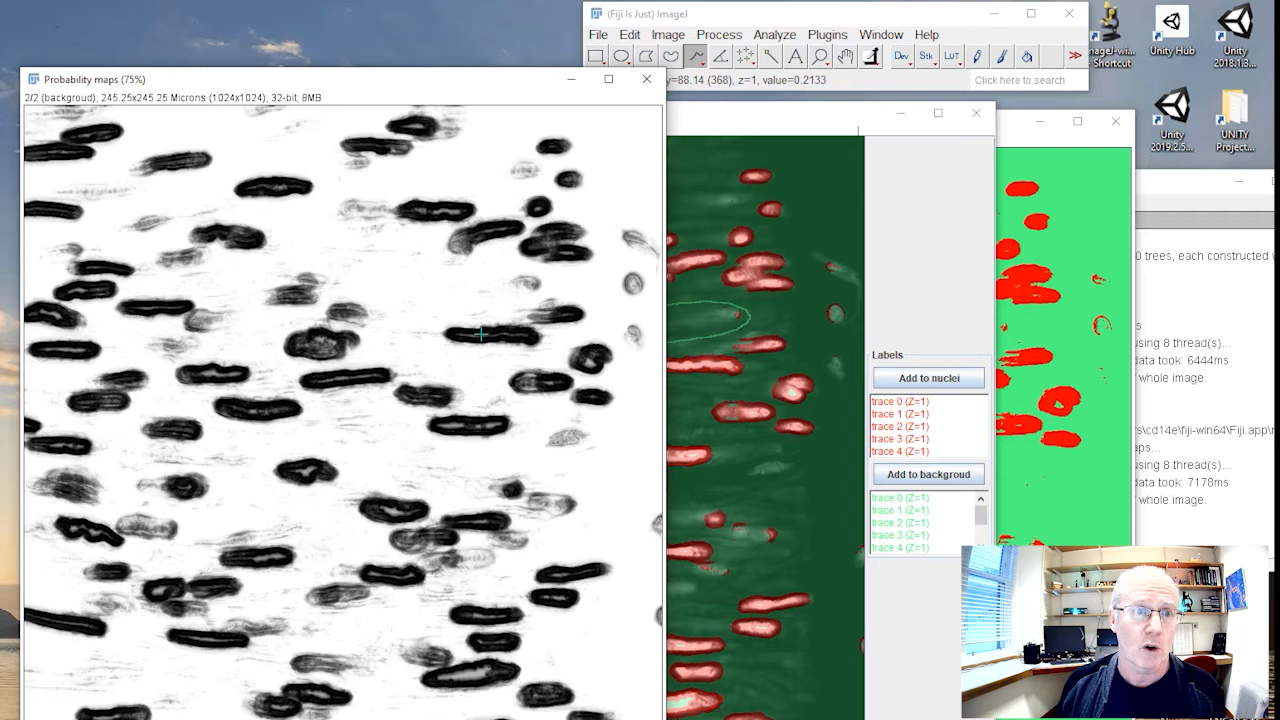 (Fiji Is Just) ImageJ
File Edit Image Process Analyze Plugins Window Help
Dev Stk LUT
y=88.14 (368), z=1, value=0.2133
Click here to search
Shortcut
Unity Hub
Unity
2018.1.3...
Unity
2019.2.5...
UNITY
Project...
Probability maps (75%)
2/2 (backgroud); 245.25x245.25 Microns (1024x1024); 32-bit; 8MB
Labels
Add to nuclei
trace 0 (Z=1)
trace 1 (Z=1)
trace 2 (Z=1)
trace 3 (Z=1)
trace 4 (Z=1)
Add to backgroud
trace 0 (Z=1)
trace 1 (Z=1)
trace 2 (Z=1)
trace 3 (Z=1)
trace 4 (Z=1)
0 trees, each constructed
using 8 thread(s)...
data took: 6444ms
whole image
using 8 thread(s)...
data took: 7178ms
whole image